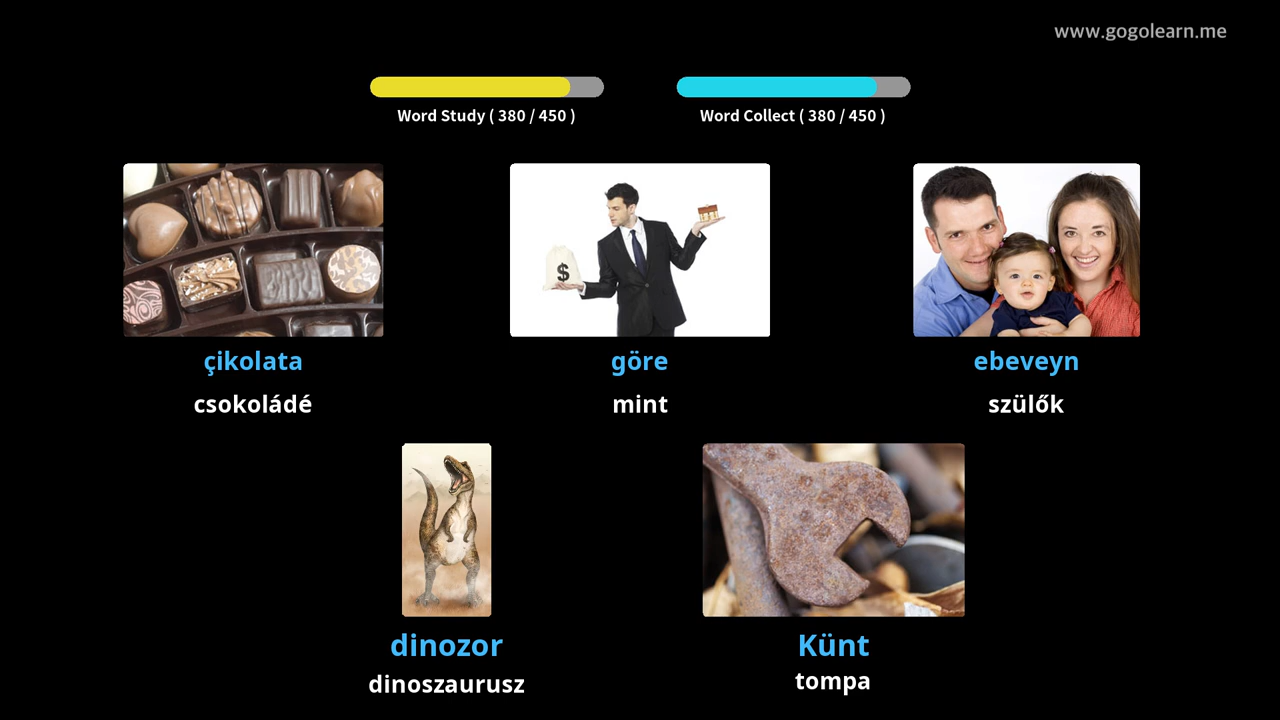 www.gogolearn.me
Word Study ( 380 / 450 )
Word Collect ( 380 / 450 )
$
çikolata
göre
ebeveyn
csokoládé
mint
szülők
dinozor
Künt
dinoszaurusz
tompa